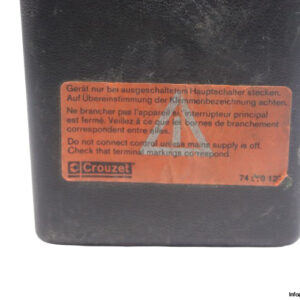 Gerät nur bei ausgeschaltetem Hauptschalter stecken.
Auf Übereinstimmung der Klemmenbezeichnung achten.
Ne brancher pas l'appareil si interrupteur principal
est fermé. Veillez à ce que les bornes de branchement
correspondent entre elles.
Do not connect control unless mains supply is off.
Check that terminal markings correspond.
Crouzet
74